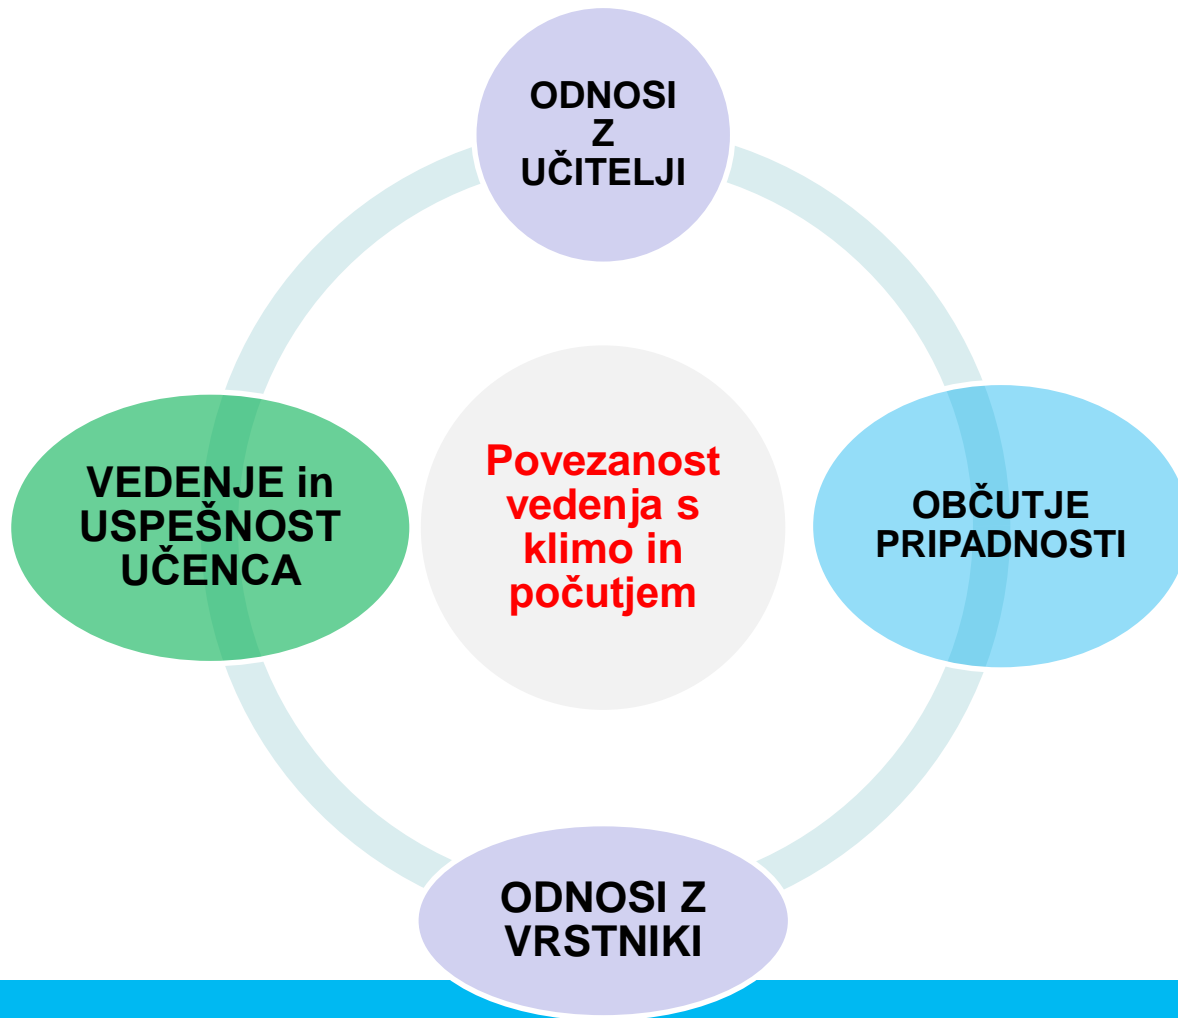 ODNOSI
Z
UČITELJI
VEDENJE in
USPEŠNOST
UČENCA
Povezanost
vedenja s
klimo in
počutjem
OBČUTJE
PRIPADNOSTI
ODNOSI Z
VRSTNIKI